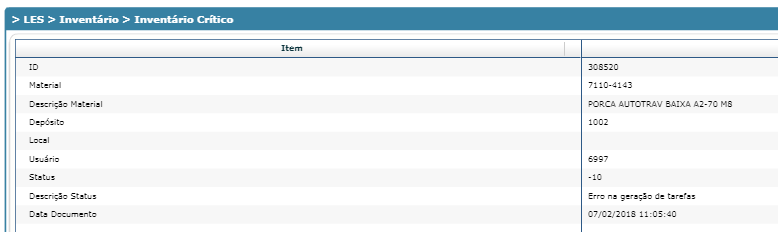 > LES > Inventário > Inventário Crítico
Item
ID 308520
Material 7110-4143
Descrição Material PORCA AUTOTRAV BAIXA A2-70 M8
Depósito 1002
Local
Usuário 6997
Status -10
Descrição Status Erro na geração de tarefas
Data Documento 07/02/2018 11:05:40